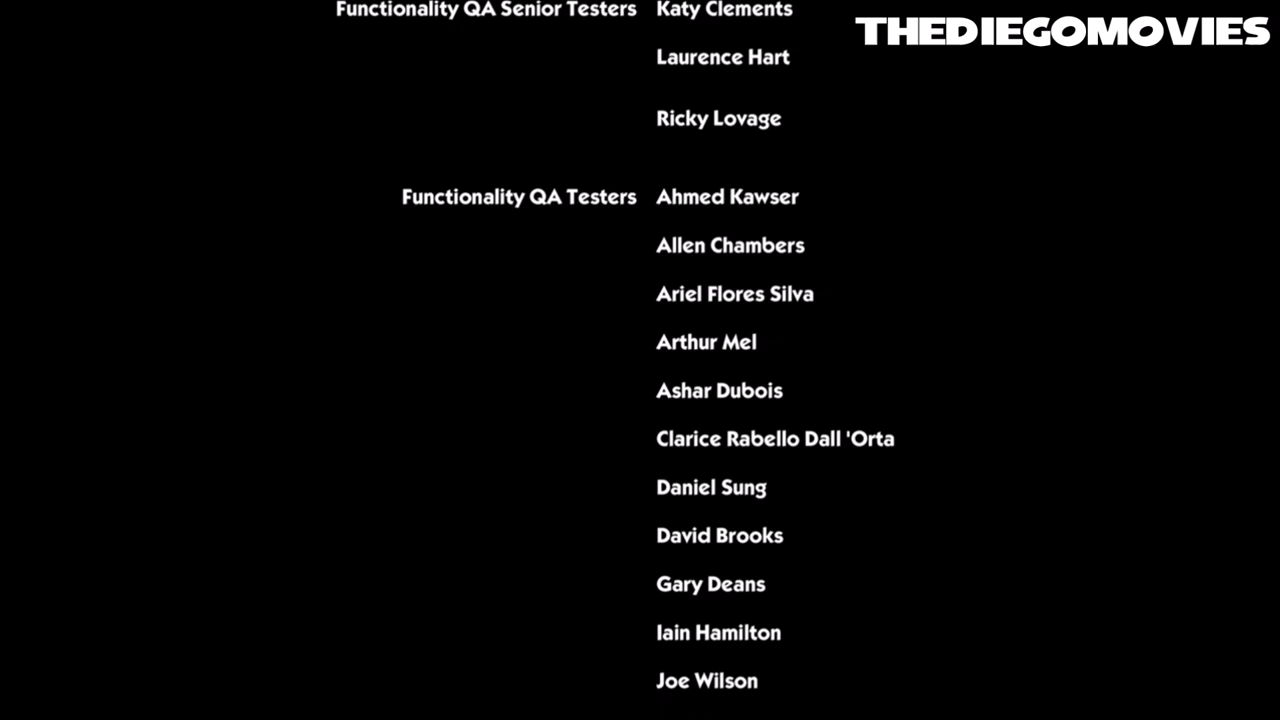 Functionality QA Senior Testers Katy Clements
THEDIEGOMOVIES
Laurence Hart
Ricky Lovage
Functionality QA Testers Ahmed Kawser
Allen Chambers
Ariel Flores Silva
Arthur Mel
Ashar Dubois
Clarice Rabello Dall 'Orta
Daniel Sung
David Brooks
Gary Deans
Iain Hamilton
Joe Wilson